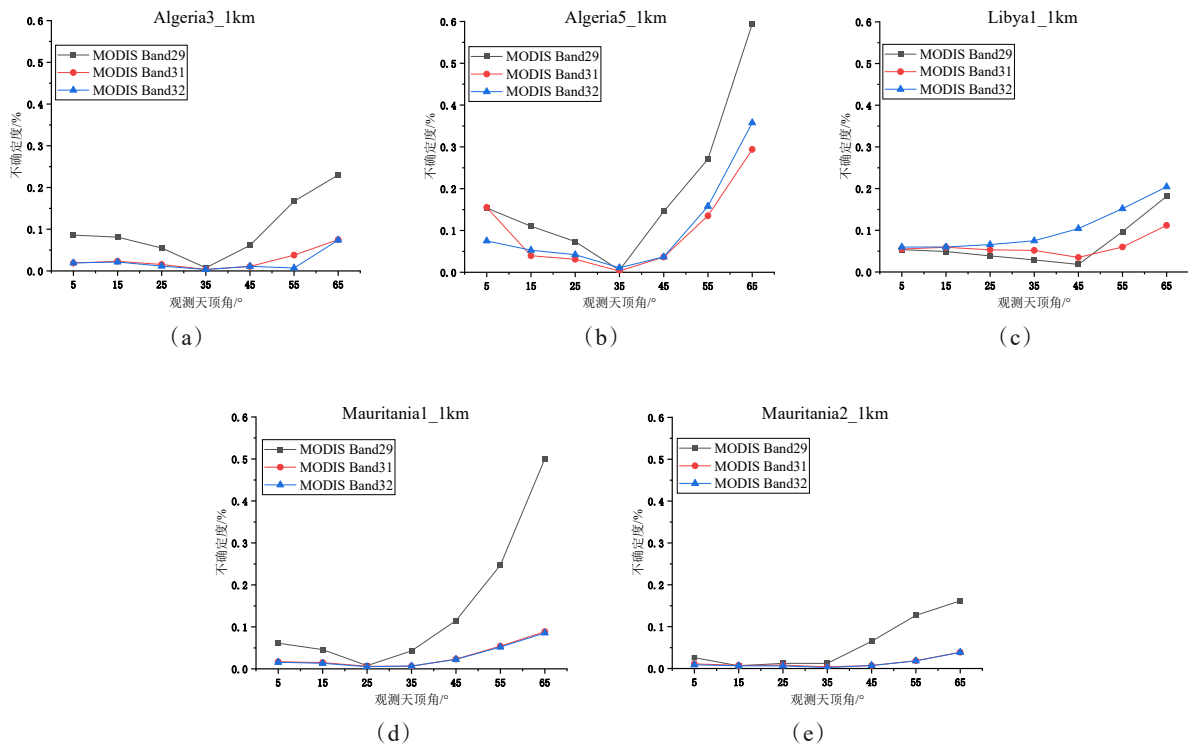 Algeria3_1km
0.6
0.5
0.4
0.3
0.2
0.1
0.0
不确定度/%
MODIS Band29
MODIS Band31
MODIS Band32
5 15 25 35 45 55 65
观测天顶角/°
(a)
Algeria5_1km
0.6
0.5
0.4
0.3
0.2
0.1
0.0
不确定度/%
MODIS Band29
MODIS Band31
MODIS Band32
5 15 25 35 45 55 65
观测天顶角/°
(b)
Libya1_1km
0.6
0.5
0.4
0.3
0.2
0.1
0.0
不确定度/%
MODIS Band29
MODIS Band31
MODIS Band32
5 15 25 35 45 55 65
观测天顶角/°
(c)
Mauritania1_1km
0.6
0.5
0.4
0.3
0.2
0.1
0.0
不确定度/%
MODIS Band29
MODIS Band31
MODIS Band32
5 15 25 35 45 55 65
观测天顶角/°
(d)
Mauritania2_1km
0.6
0.5
0.4
0.3
0.2
0.1
0.0
不确定度/%
MODIS Band29
MODIS Band31
MODIS Band32
5 15 25 35 45 55 65
观测天顶角/°
(e)